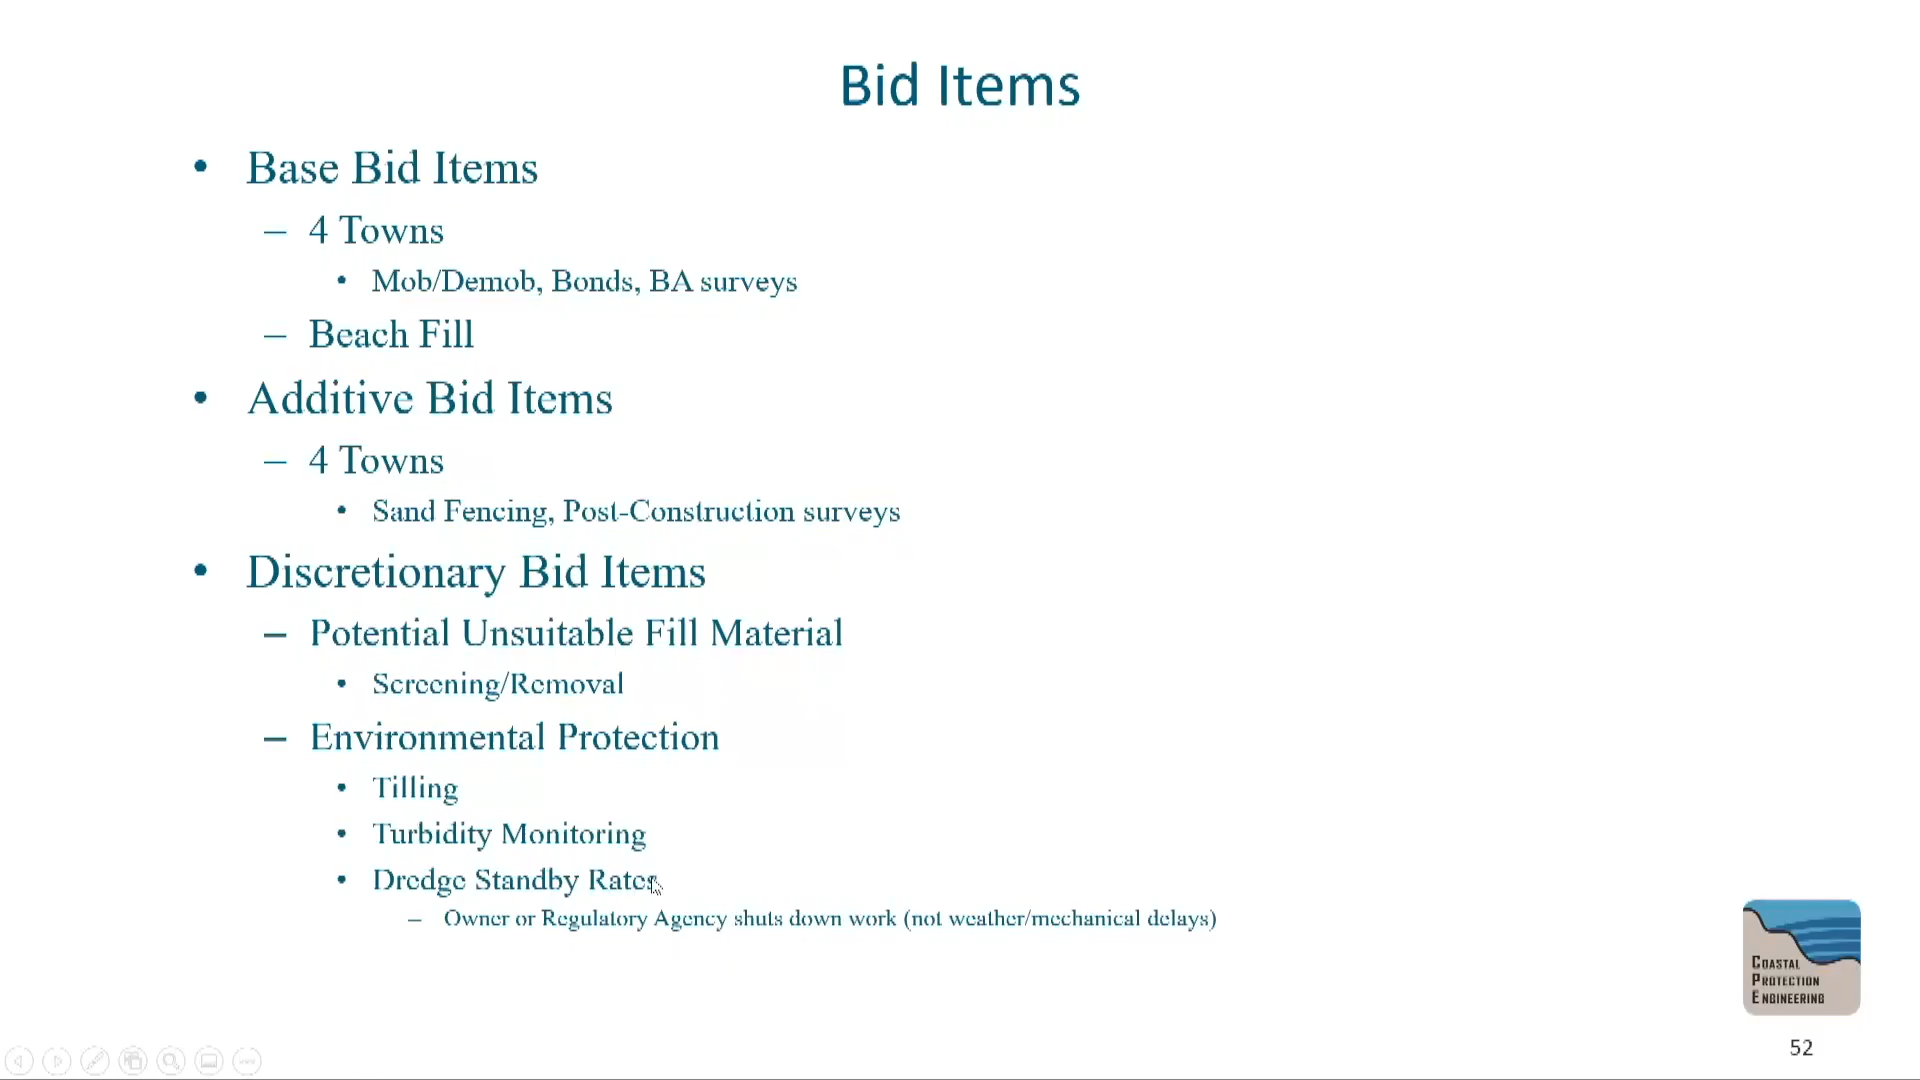 Bid Items
• Base Bid Items
– 4 Towns
• Mob/Demob, Bonds, BA surveys
– Beach Fill
• Additive Bid Items
– 4 Towns
• Sand Fencing, Post-Construction surveys
• Discretionary Bid Items
– Potential Unsuitable Fill Material
• Screening/Removal
– Environmental Protection
• Tilling
• Turbidity Monitoring
• Dredge Standby Rates
– Owner or Regulatory Agency shuts down work (not weather/mechanical delays)
COASTAL
PROTECTION
ENGINEERING
52